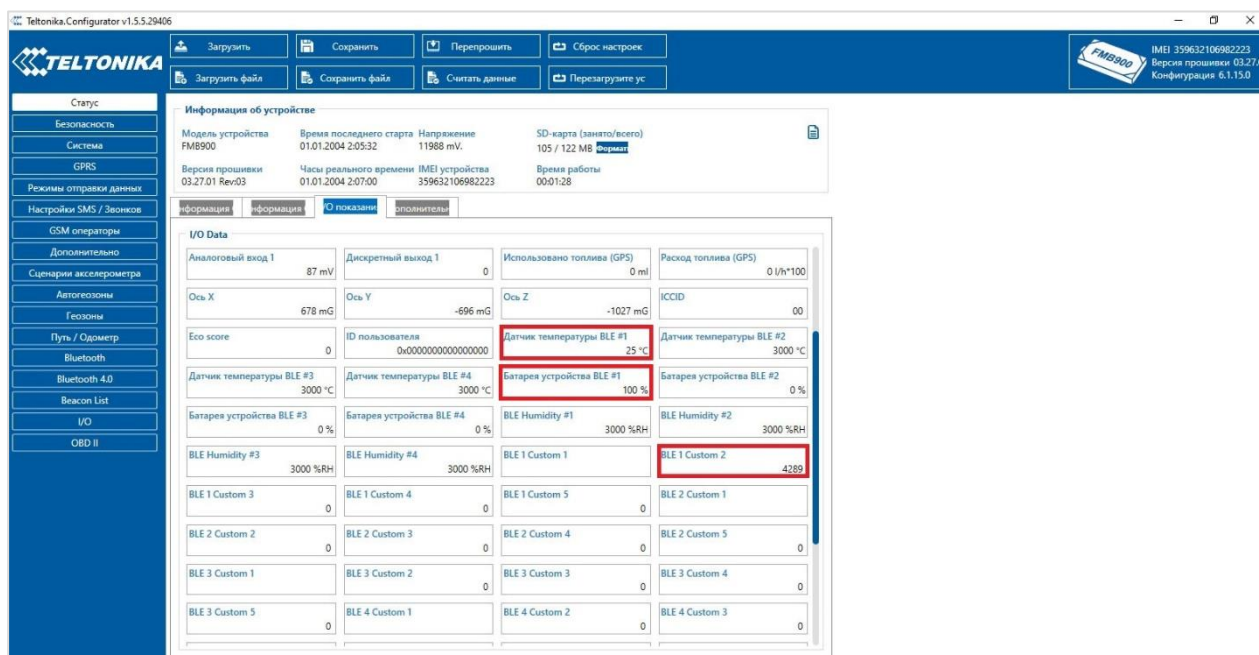 Teltonika.Configurator v1.5.5.29406
TELTONIKA
Загрузить
Сохранить
Перепрошить
Сброс настроек
Загрузить файл
Сохранить файл
Считать данные
Перезагрузите ус
FMB900
IMEI 359632106982223
Версия прошивки 03.27.0
Конфигурация 6.1.15.0
Статус
Безопасность
Система
GPRS
Режимы отправки данных
Настройки SMS / Звонков
GSM операторы
Дополнительно
Сценарии акселерометра
Автогеозоны
Геозоны
Путь / Одометр
Bluetooth
Bluetooth 4.0
Beacon List
I/O
OBD II
Информация об устройстве
Модель устройства Время последнего старта Напряжение SD-карта (занято/всего)
FMB900 01.01.2004 2:05:32 11988 mV. 105 / 122 MB Формат
Версия прошивки Часы реального времени IMEI устройства Время работы
03.27.01 Rev:03 01.01.2004 2:07:00 359632106982223 00:01:28
нформация нформация I/O показани ополнитель
I/O Data
Аналоговый вход 1 Дискретный выход 1 Использовано топлива (GPS) Расход топлива (GPS)
87 mV 0 0 ml 0 l/h*100
Ось X Ось Y Ось Z ICCID
678 mG -696 mG -1027 mG 00
Eco score ID пользователя Датчик температуры BLE #1 Датчик температуры BLE #2
0 0x0000000000000000 25 °C 3000 °C
Датчик температуры BLE #3 Датчик температуры BLE #4 Батарея устройства BLE #1 Батарея устройства BLE #2
3000 °C 3000 °C 100 % 0 %
Батарея устройства BLE #3 Батарея устройства BLE #4 BLE Humidity #1 BLE Humidity #2
0 % 0 % 3000 %RH 3000 %RH
BLE Humidity #3 BLE Humidity #4 BLE 1 Custom 1 BLE 1 Custom 2
3000 %RH 3000 %RH 4289
BLE 1 Custom 3 BLE 1 Custom 4 BLE 1 Custom 5 BLE 2 Custom 1
0 0 0
BLE 2 Custom 2 BLE 2 Custom 3 BLE 2 Custom 4 BLE 2 Custom 5
0 0 0 0
BLE 3 Custom 1 BLE 3 Custom 2 BLE 3 Custom 3 BLE 3 Custom 4
0 0 0
BLE 3 Custom 5 BLE 4 Custom 1 BLE 4 Custom 2 BLE 4 Custom 3
0 0 0